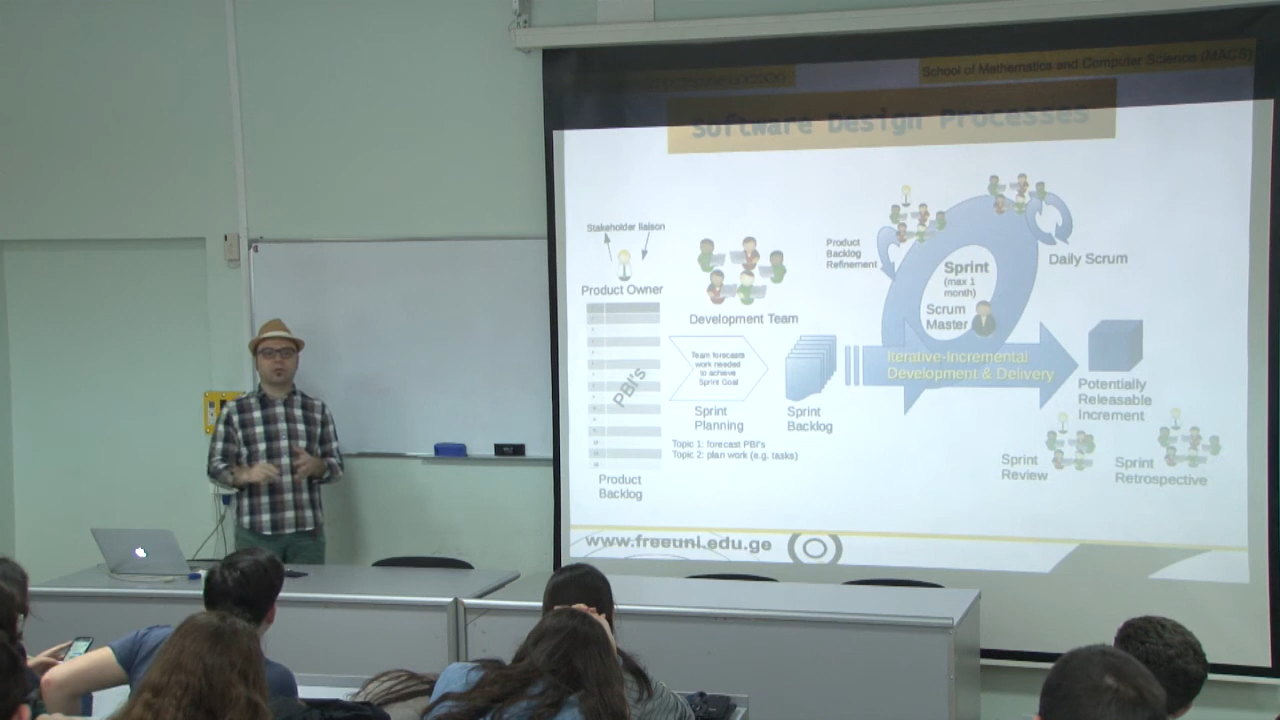 School of Mathematics and Computer Science (MACS)
Software Design Processes
Stakeholder liaison
Product Owner
PBI's
Product
Backlog
Development Team
Team forecasts
work needed
to achieve
Sprint Goal
Sprint
Planning
Topic 1: forecast PBI's
Topic 2: plan work (e.g. tasks)
Sprint
Backlog
Product
Backlog
Refinement
Sprint
(max 1
month)
Scrum
Master
Daily Scrum
Iterative-Incremental
Development & Delivery
Potentially
Releasable
Increment
Sprint
Review
Sprint
Retrospective
www.freeuni.edu.ge